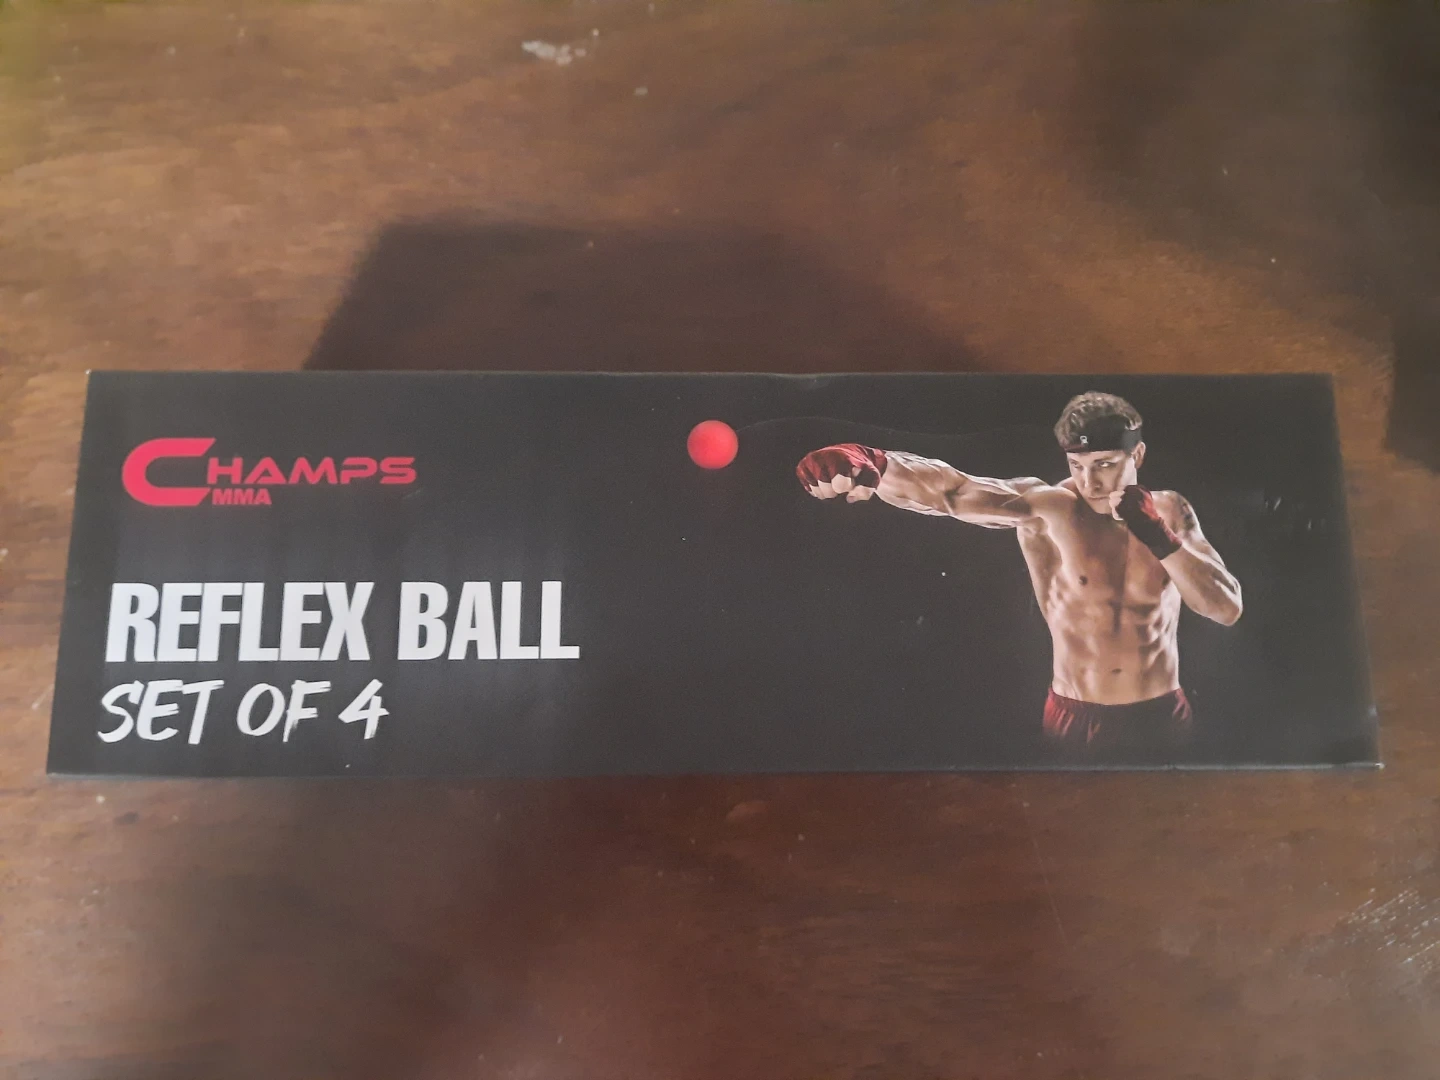 CHAMPS
MMA
REFLEX BALL
SET OF 4